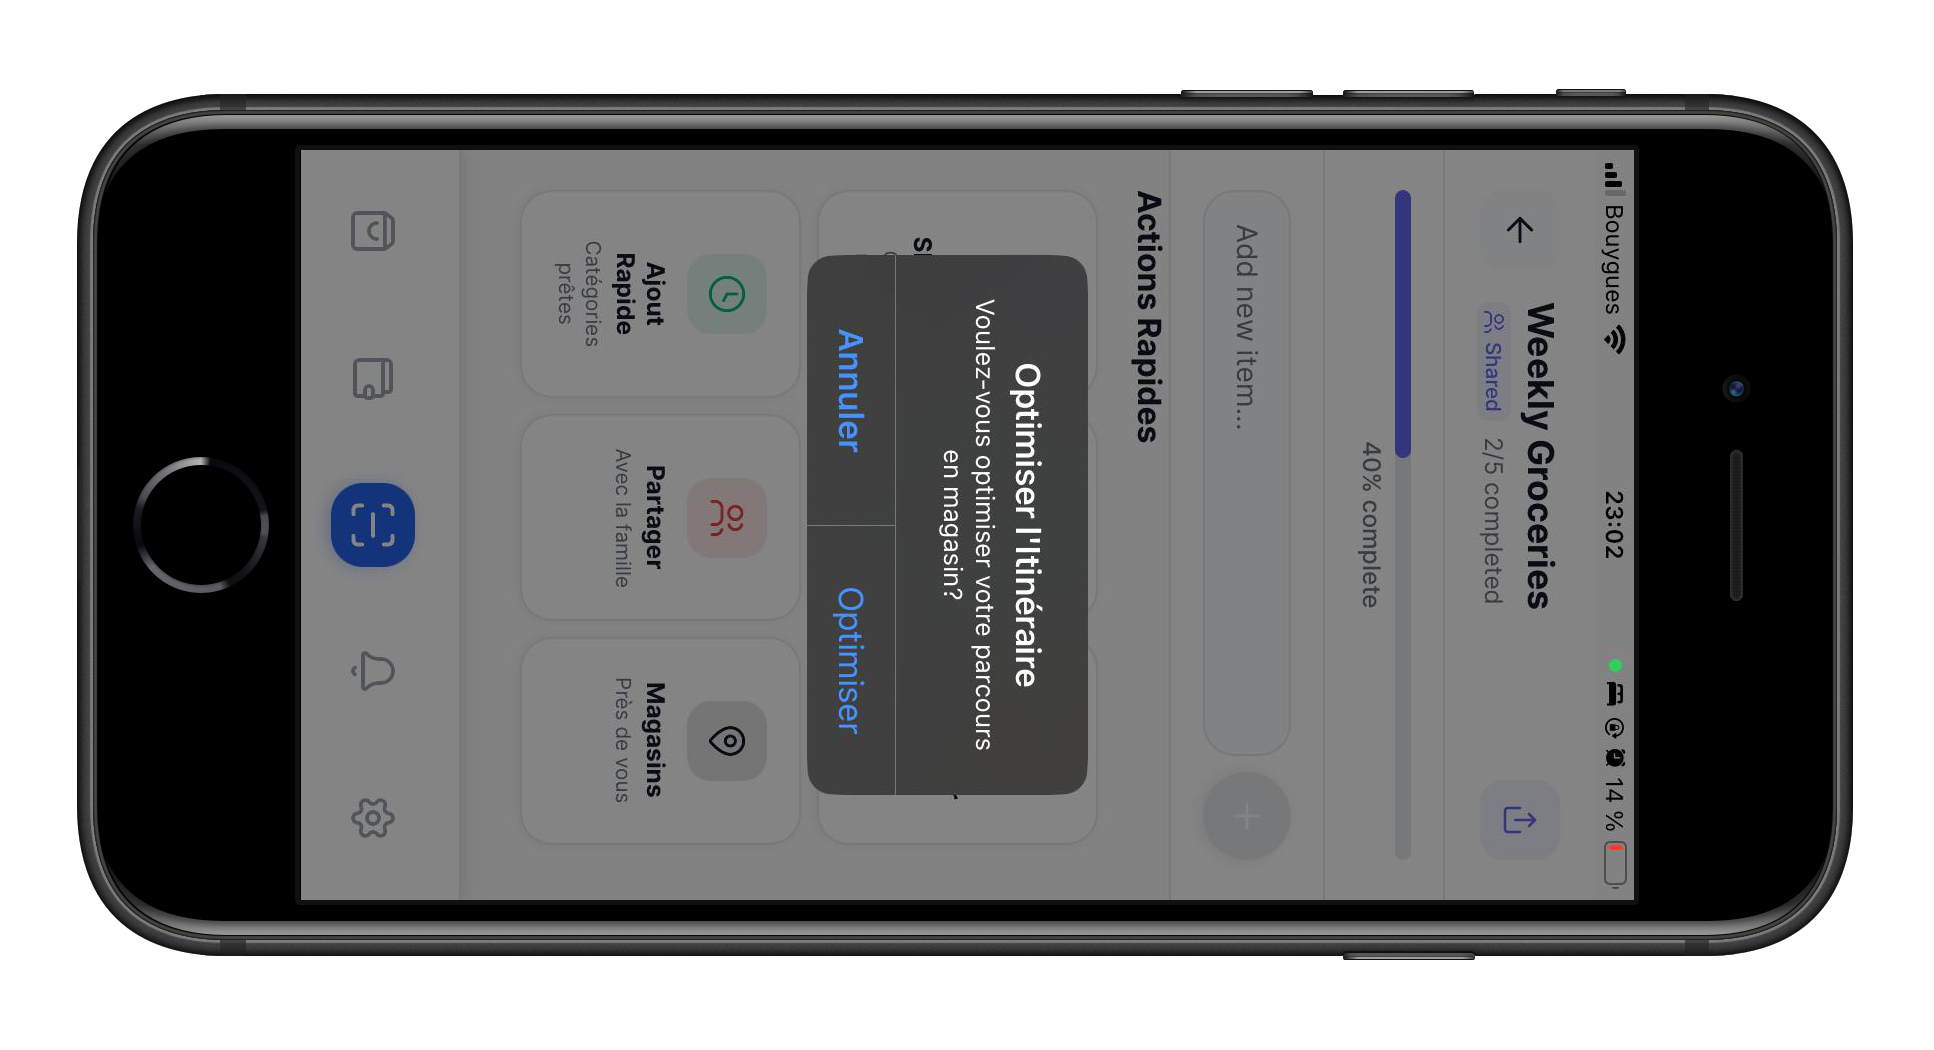 Bouygues 23:02 14 %
Weekly Groceries
Shared 2/5 completed
40% complete
Add new item...
Actions Rapides
Optimiser l'Itinéraire
Voulez-vous optimiser votre parcours
en magasin?
Annuler Optimiser
Ajout
Rapide
Catégories
prêtes
Partager
Avec la famille
Magasins
Près de vous